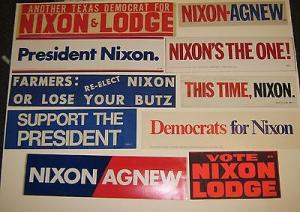 ANOTHER TEXAS DEMOCRAT FOR
NIXON & LODGE
NIXON-AGNEW
President Nixon.
NIXON'S THE ONE!
FARMERS: RE-ELECT NIXON
OR LOSE YOUR BUTZ
THIS TIME, NIXON.
SUPPORT THE
PRESIDENT
Democrats for Nixon
NIXON AGNEW
VOTE
NIXON
LODGE